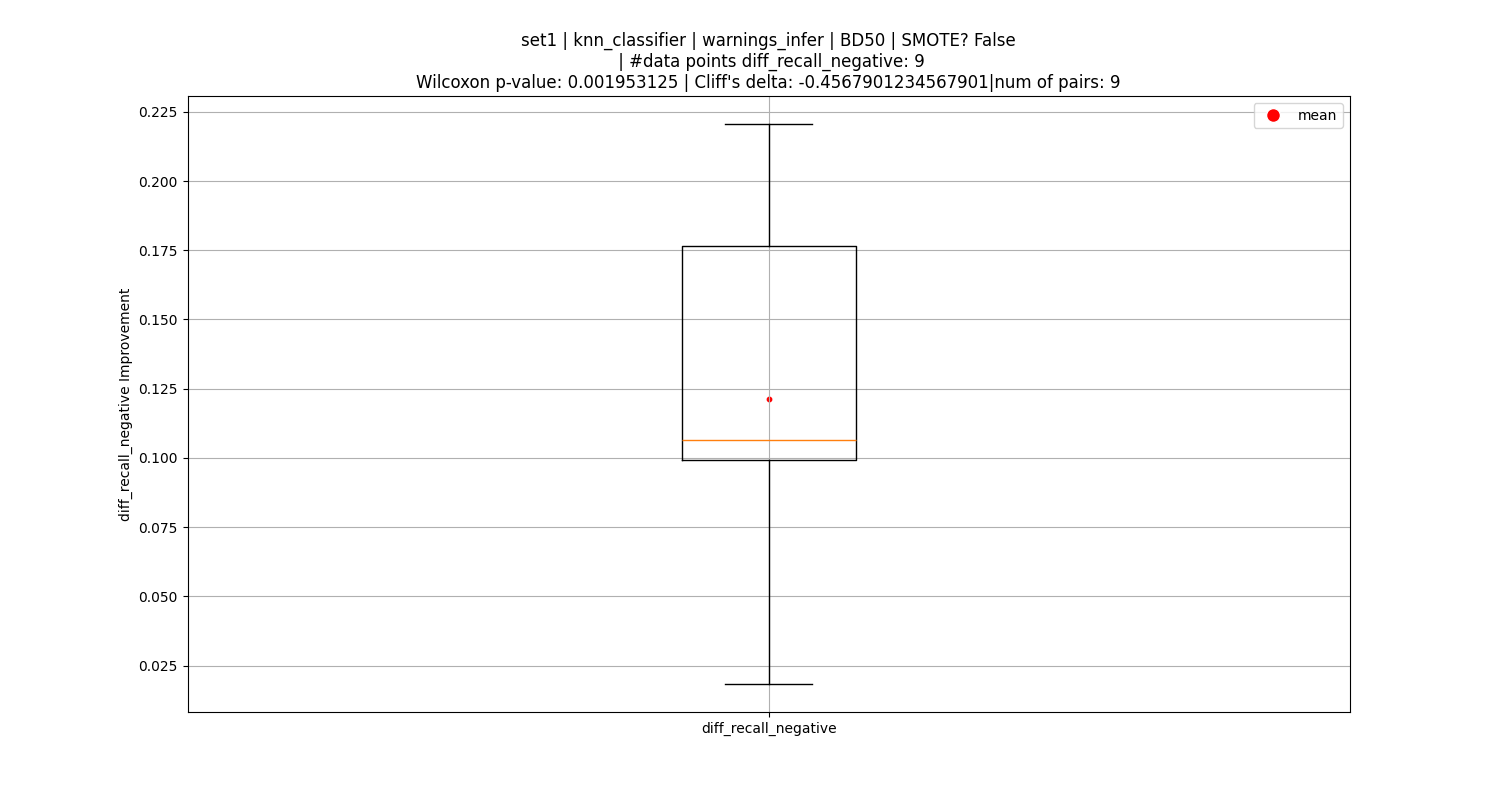 set1 | knn_classifier | warnings_infer | BD50 | SMOTE? False
| #data points diff_recall_negative: 9
Wilcoxon p-value: 0.001953125 | Cliff's delta: -0.4567901234567901|num of pairs: 9
mean
0.225
0.200
0.175
0.150
0.125
0.100
0.075
0.050
0.025
diff_recall_negative Improvement
diff_recall_negative